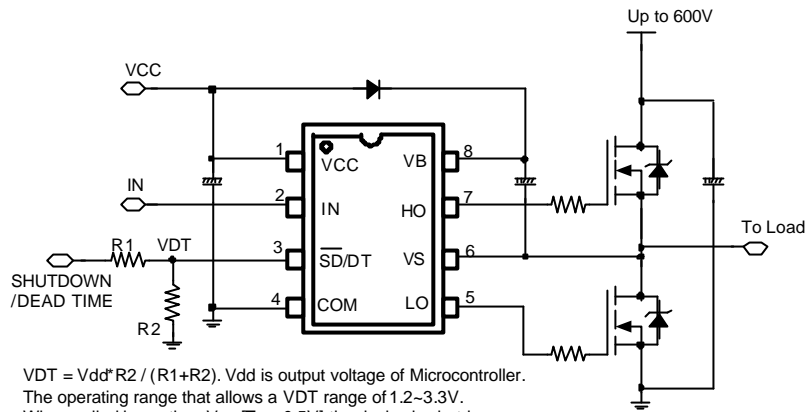 Up to 600V
VCC
1
VCC
VB
8
IN
2
IN
HO
7
To Load
R1
VDT
3
SD/DT
VS
6
SHUTDOWN
/DEAD TIME
R2
4
COM
LO
5
VDT = Vdd*R2 / (R1+R2). Vdd is output voltage of Microcontroller.
The operating range that allows a VDT range of 1.2~3.3V.